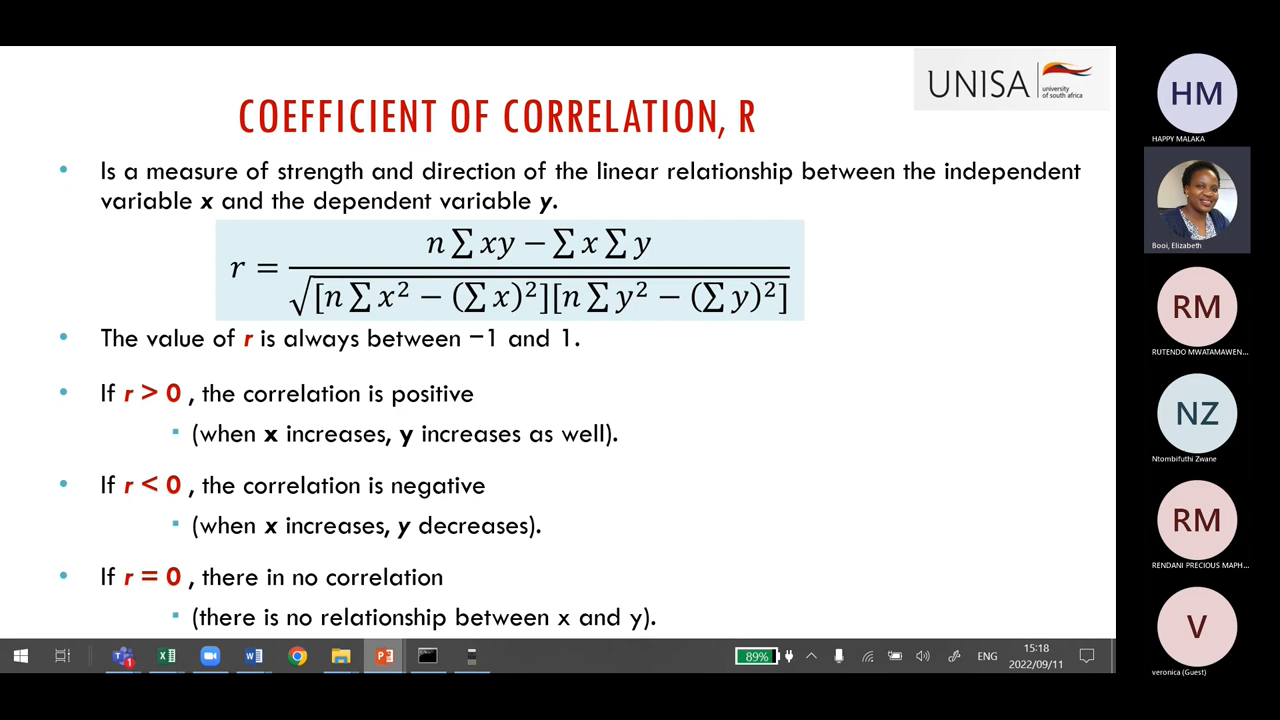 UNISA
university
of south africa
COEFFICIENT OF CORRELATION, R
• Is a measure of strength and direction of the linear relationship between the independent
variable x and the dependent variable y.
r = n ∑ xy − ∑ x ∑ y / √[n ∑ x² − (∑ x)²][n ∑ y² − (∑ y)²]
• The value of r is always between −1 and 1.
• If r > 0 , the correlation is positive
▪ (when x increases, y increases as well).
• If r < 0 , the correlation is negative
▪ (when x increases, y decreases).
• If r = 0 , there in no correlation
▪ (there is no relationship between x and y).
89%
ENG
15:18
2022/09/11
HM
HAPPY MALAKA
Booi, Elizabeth
RM
RUTENDO MWATAMAWEN...
NZ
Ntombifuthi Zwane
RM
RENDANI PRECIOUS MAPH...
V
veronica (Guest)